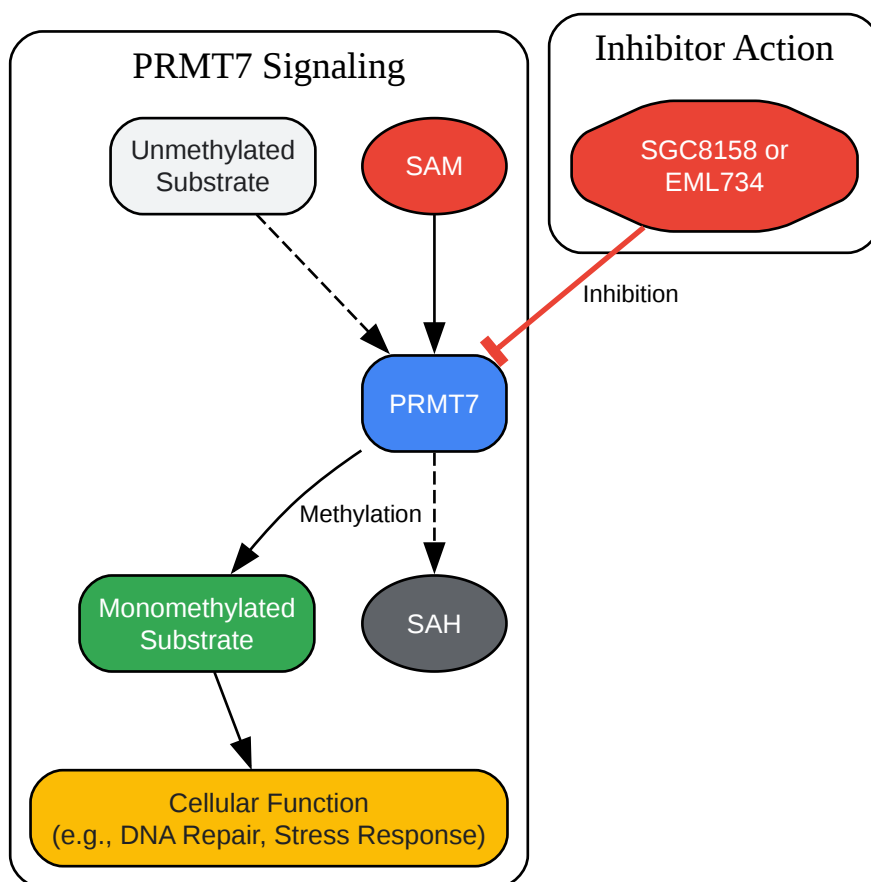 PRMT7 Signaling
Inhibitor Action
Unmethylated
Substrate
SAM
SGC8158 or
EML734
Inhibition
PRMT7
Methylation
Monomethylated
Substrate
SAH
Cellular Function
(e.g., DNA Repair, Stress Response)